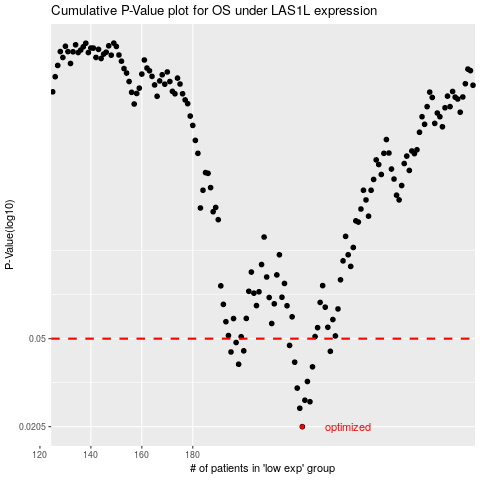 Cumulative P-Value plot for OS under LAS1L expression
P-Value(log10)
0.05
0.0205
optimized
120 140 160 180
# of patients in 'low exp' group